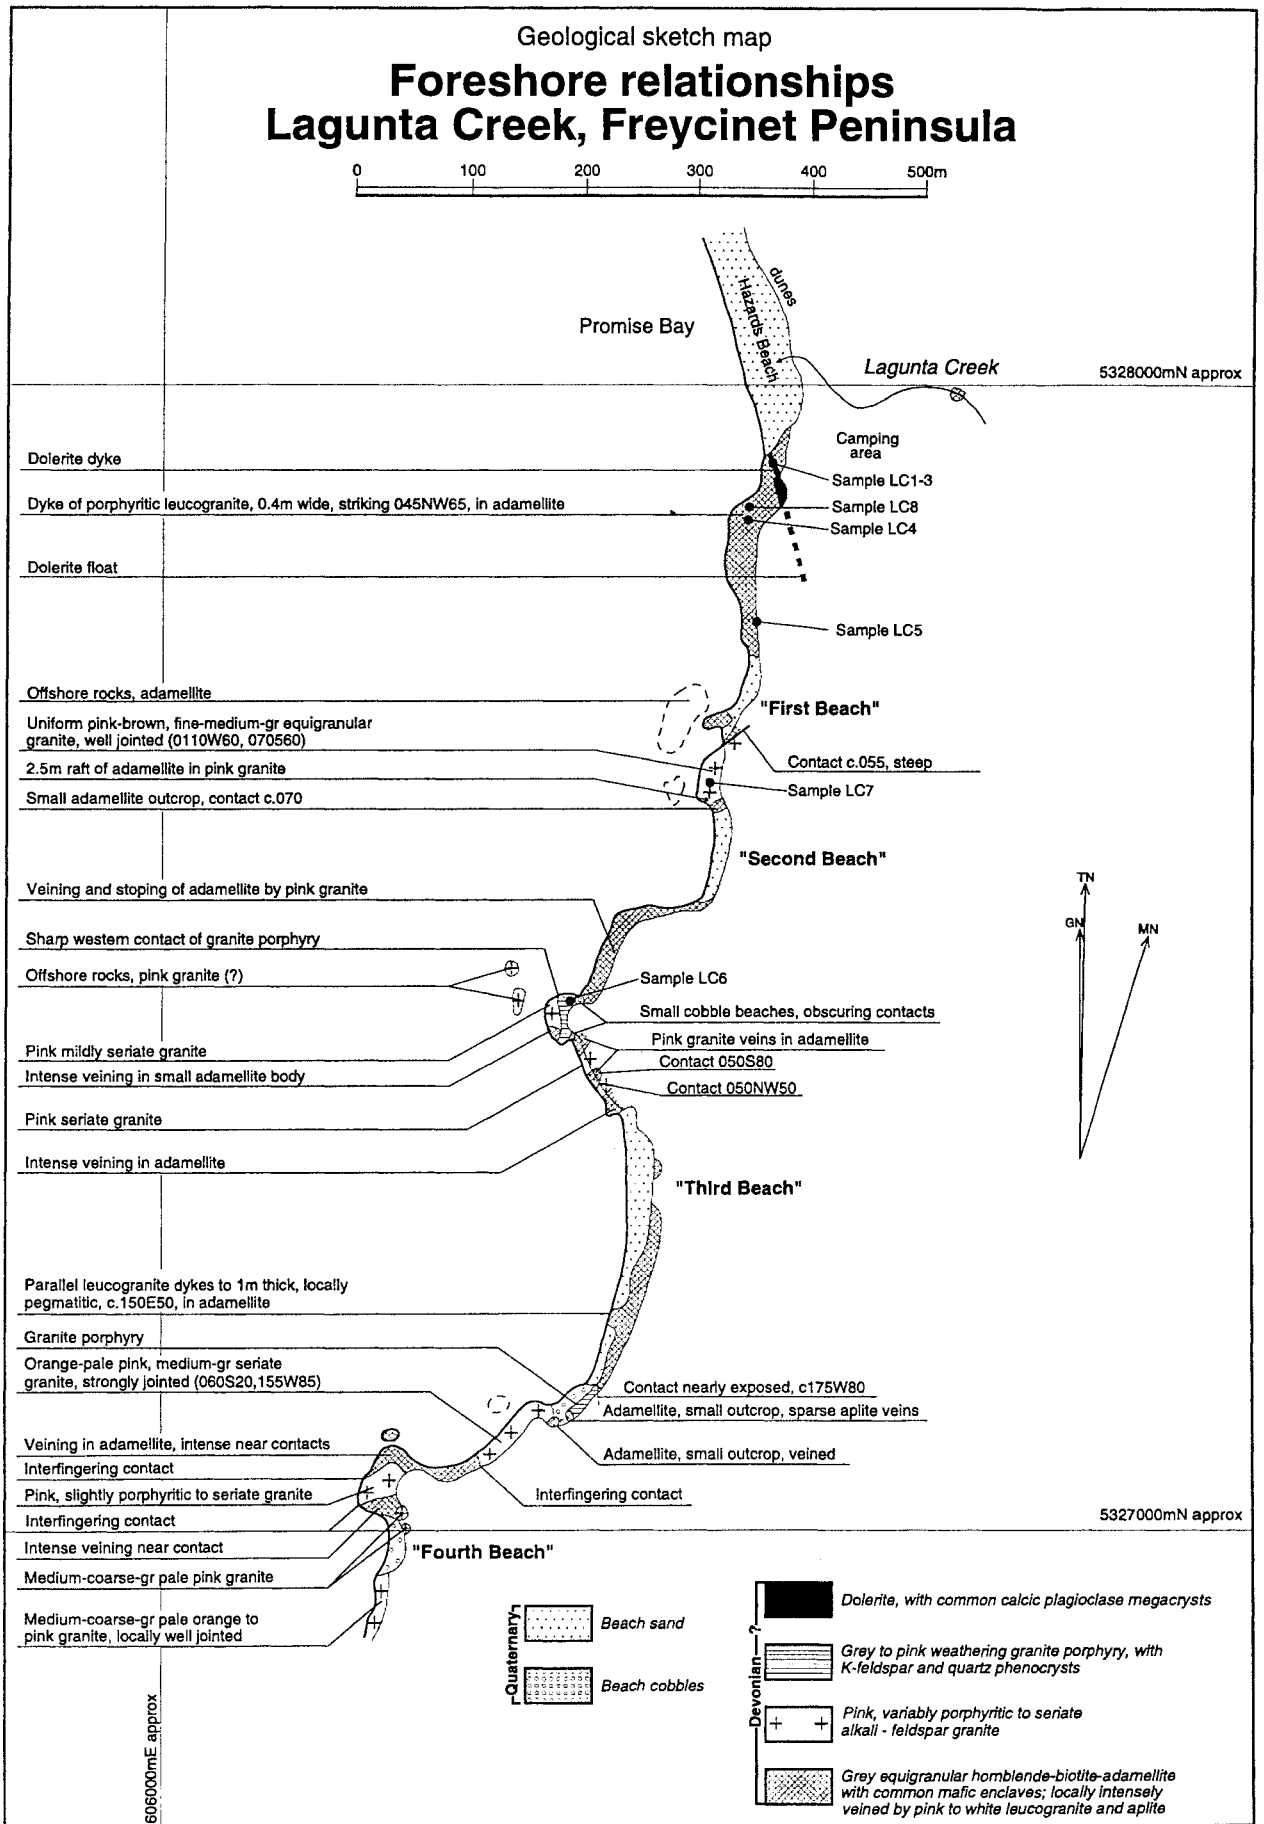 Geological sketch map
Foreshore relationships
Lagunta Creek, Freycinet Peninsula
0 100 200 300 400 500m
dunes
Hazards Beach
Promise Bay
Lagunta Creek
5328000mN approx
Camping
area
Dolerite dyke
Sample LC1-3
Dyke of porphyritic leucogranite, 0.4m wide, striking 045NW65, in adamellite
Sample LC8
Sample LC4
Dolerite float
Sample LC5
Offshore rocks, adamellite
"First Beach"
Uniform pink-brown, fine-medium-gr equigranular
granite, well jointed (0110W60, 070560)
Contact c.055, steep
2.5m raft of adamellite in pink granite
Sample LC7
Small adamellite outcrop, contact c.070
"Second Beach"
TN
GN
MN
Veining and stoping of adamellite by pink granite
Sharp western contact of granite porphyry
Offshore rocks, pink granite (?)
Sample LC6
Small cobble beaches, obscuring contacts
Pink granite veins in adamellite
Pink mildly seriate granite
Contact 050S80
Intense veining in small adamellite body
Contact 050NW50
Pink seriate granite
Intense veining in adamellite
"Third Beach"
Parallel leucogranite dykes to 1m thick, locally
pegmatitic, c.150E50, in adamellite
Granite porphyry
Orange-pale pink, medium-gr seriate
granite, strongly jointed (060S20,155W85)
Contact nearly exposed, c175W80
Adamellite, small outcrop, sparse aplite veins
Veining in adamellite, intense near contacts
Adamellite, small outcrop, veined
Interfingering contact
Pink, slightly porphyritic to seriate granite
Interfingering contact
Interfingering contact
5327000mN approx
Intense veining near contact
"Fourth Beach"
Medium-coarse-gr pale pink granite
Medium-coarse-gr pale orange to
pink granite, locally well jointed
606000mE approx
Quaternary
Beach sand
Beach cobbles
Devonian
?
Dolerite, with common calcic plagioclase megacrysts
Grey to pink weathering granite porphyry, with
K-feldspar and quartz phenocrysts
Pink, variably porphyritic to seriate
alkali - feldspar granite
Grey equigranular hornblende-biotite-adamellite
with common mafic enclaves; locally intensely
veined by pink to white leucogranite and aplite